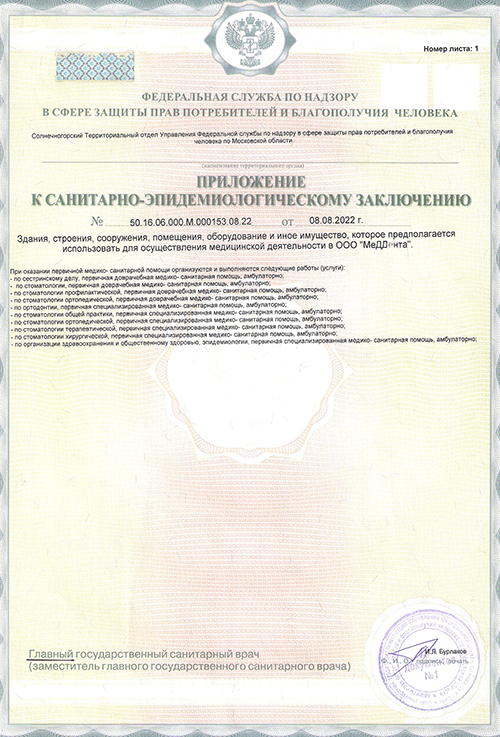 Номер листа: 1
ФЕДЕРАЛЬНАЯ СЛУЖБА ПО НАДЗОРУ
В СФЕРЕ ЗАЩИТЫ ПРАВ ПОТРЕБИТЕЛЕЙ И БЛАГОПОЛУЧИЯ ЧЕЛОВЕКА
Солнечногорский Территориальный отдел Управления Федеральной службы по надзору в сфере защиты прав потребителей и благополучия
человека по Московской области
(наименование территориального органа)
ПРИЛОЖЕНИЕ
К САНИТАРНО-ЭПИДЕМИОЛОГИЧЕСКОМУ ЗАКЛЮЧЕНИЮ
№ 50.16.06.000.М.000153.08.22 ОТ 08.08.2022 г.
Здания, строения, сооружения, помещения, оборудование и иное имущество, которое предполагается
использовать для осуществления медицинской деятельности в ООО
При оказании первичной медико- санитарной помощи организуются и выполняются следующие работы (услуги):
- по сестринскому делу, первичная доврачебная медико- санитарная помощь, амбулаторно;
- по стоматологии, первичная доврачебная медико- санитарная помощь, амбулаторно;
- по стоматологии профилактической, первичная доврачебная медико- санитарная помощь, амбулаторно;
- по стоматологии ортопедической, первичная доврачебная медико- санитарная помощь, амбулаторно;
- по ортодонтии, первичная специализированная медико- санитарная помощь, амбулаторно;
- по стоматологии общей практики, первичная специализированная медико- санитарная помощь, амбулаторно;
- по стоматологии ортопедической, первичная специализированная медико- санитарная помощь, амбулаторно;
- по стоматологии терапевтической, первичная специализированная медико- санитарная помощь, амбулаторно;
- по стоматологии хирургической, первичная специализированная медико- санитарная помощь, амбулаторно;
- по организации здравоохранения и общественному здоровью, эпидемиологии, первичная специализированная медико- санитарная помощь, амбулаторно;
Главный государственный санитарный врач
(заместитель главного государственного санитарного врача)
Бурлаков
Ф., И., О., подпись, печать
№1